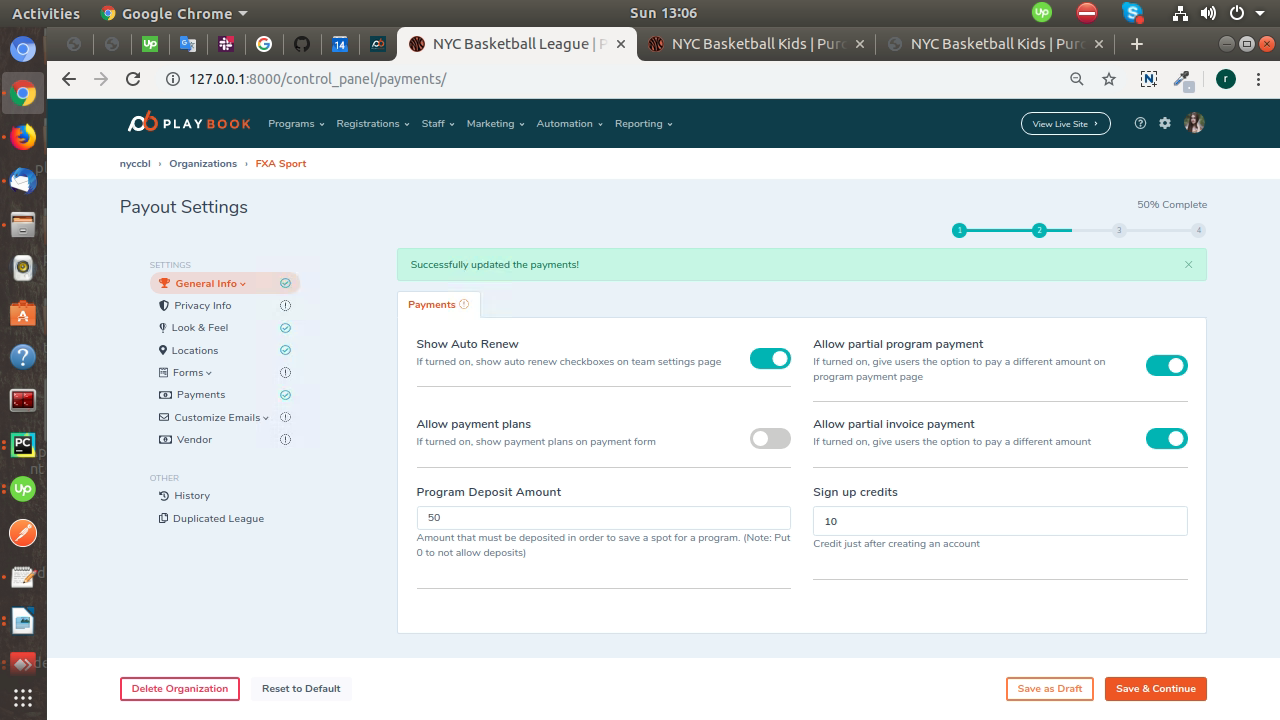 Activities
Google Chrome
Sun 13:06
NYC Basketball League | P
NYC Basketball Kids | Purc
NYC Basketball Kids | Purc
127.0.0.1:8000/control_panel/payments/
r
PLAYBOOK
Programs
Registrations
Staff
Marketing
Automation
Reporting
View Live Site
nyccbl › Organizations › FXA Sport
Payout Settings
50% Complete
1 2 3 4
SETTINGS
General Info
Privacy Info
Look & Feel
Locations
Forms
Payments
Customize Emails
Vendor
OTHER
History
Duplicated League
Successfully updated the payments!
Payments
Show Auto Renew
If turned on, show auto renew checkboxes on team settings page
Allow partial program payment
If turned on, give users the option to pay a different amount on
program payment page
Allow payment plans
If turned on, show payment plans on payment form
Allow partial invoice payment
If turned on, give users the option to pay a different amount
Program Deposit Amount
50
Amount that must be deposited in order to save a spot for a program. (Note: Put
0 to not allow deposits)
Sign up credits
10
Credit just after creating an account
Delete Organization
Reset to Default
Save as Draft
Save & Continue